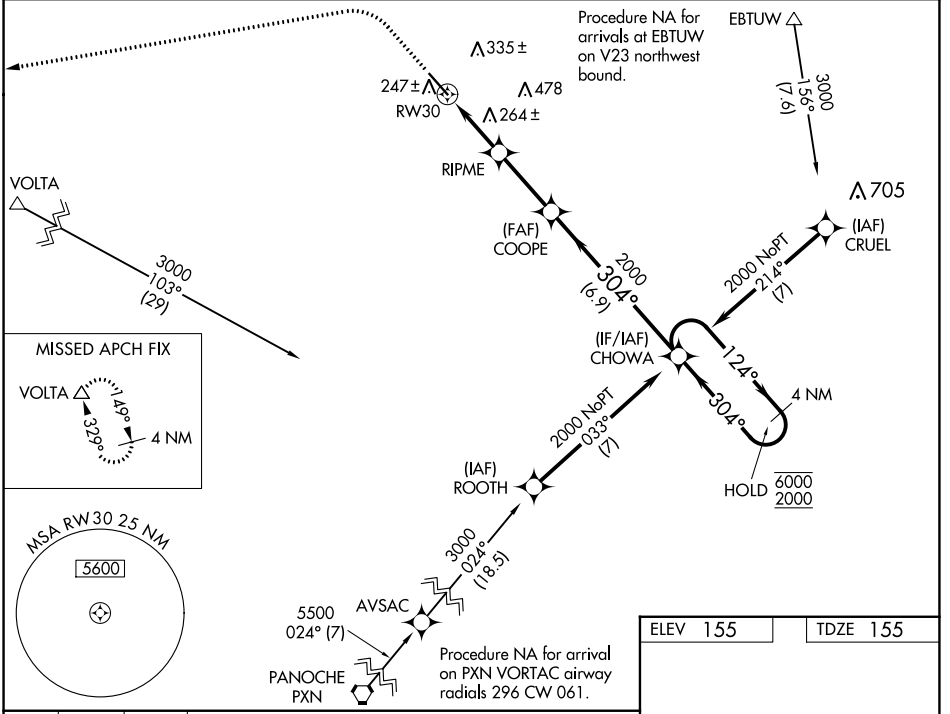 Procedure NA for
arrivals at EBTUW
on V23 northwest
bound.
EBTUW
335±
247±
478
RW30
264±
3000
156°
(7.6)
RIPME
VOLTA
705
(FAF)
COOPE
(IAF)
CRUEL
3000
103°
(29)
2000
304°
(6.9)
2000 NoPT
214°
(7)
MISSED APCH FIX
VOLTA
149°
329°
4 NM
(IF/IAF)
CHOWA
124°
304°
4 NM
2000 NoPT
033°
(7)
HOLD
6000
2000
(IAF)
ROOTH
MSA RW30 25 NM
5600
3000
024°
(18.5)
AVSAC
5500
024° (7)
PANOCHE
PXN
Procedure NA for arrival
on PXN VORTAC airway
radials 296 CW 061.
ELEV 155
TDZE 155